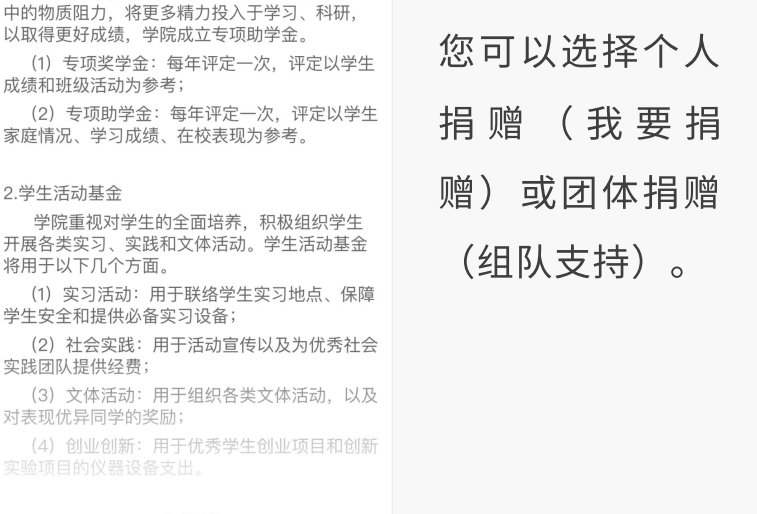 中的物质阻力，将更多精力投入于学习、科研，
以取得更好成绩，学院成立专项助学金。
（1）专项奖学金：每年评定一次，评定以学生
成绩和班级活动为参考；
（2）专项助学金：每年评定一次，评定以学生
家庭情况、学习成绩、在校表现为参考。
2.学生活动基金
学院重视对学生的全面培养，积极组织学生
开展各类实习、实践和文体活动。学生活动基金
将用于以下几个方面。
（1）实习活动：用于联络学生实习地点、保障
学生安全和提供必备实习设备；
（2）社会实践：用于活动宣传以及为优秀社会
实践团队提供经费；
（3）文体活动：用于组织各类文体活动，以及
对表现优异同学的奖励；
（4）创业创新：用于优秀学生创业项目和创新
实验项目的仪器设备支出。
您可以选择个人
捐赠（我要捐
赠）或团体捐赠
（组队支持）。